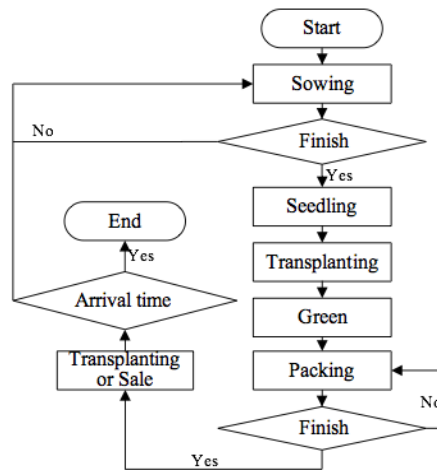 Start
Sowing
No
Finish
Yes
Seedling
End
Yes
Transplanting
Arrival time
Green
Transplanting
or Sale
Packing
No
Finish
Yes